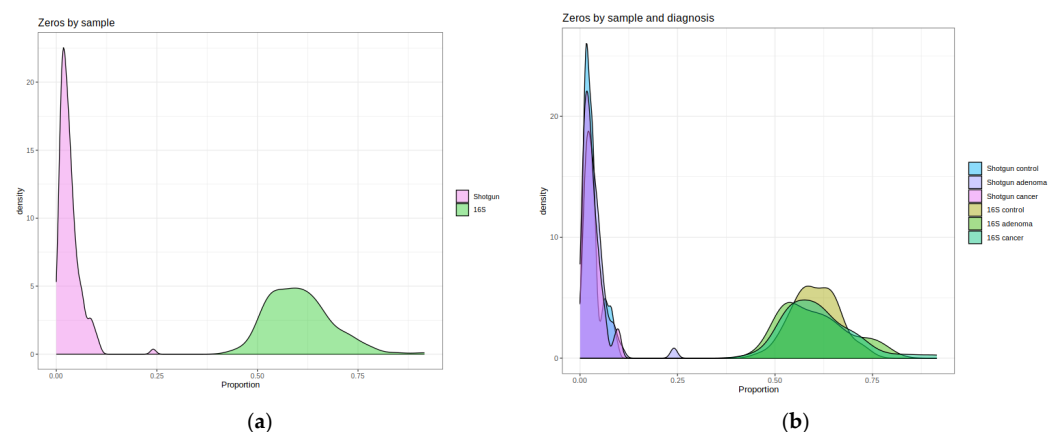 Zeros by sample
20
15
10
5
0
density
0.00 0.25 0.50 0.75
Proportion
Shotgun
16S
(a)
Zeros by sample and diagnosis
20
10
0
density
0.00 0.25 0.50 0.75
Proportion
Shotgun control
Shotgun adenoma
Shotgun cancer
16S control
16S adenoma
16S cancer
(b)